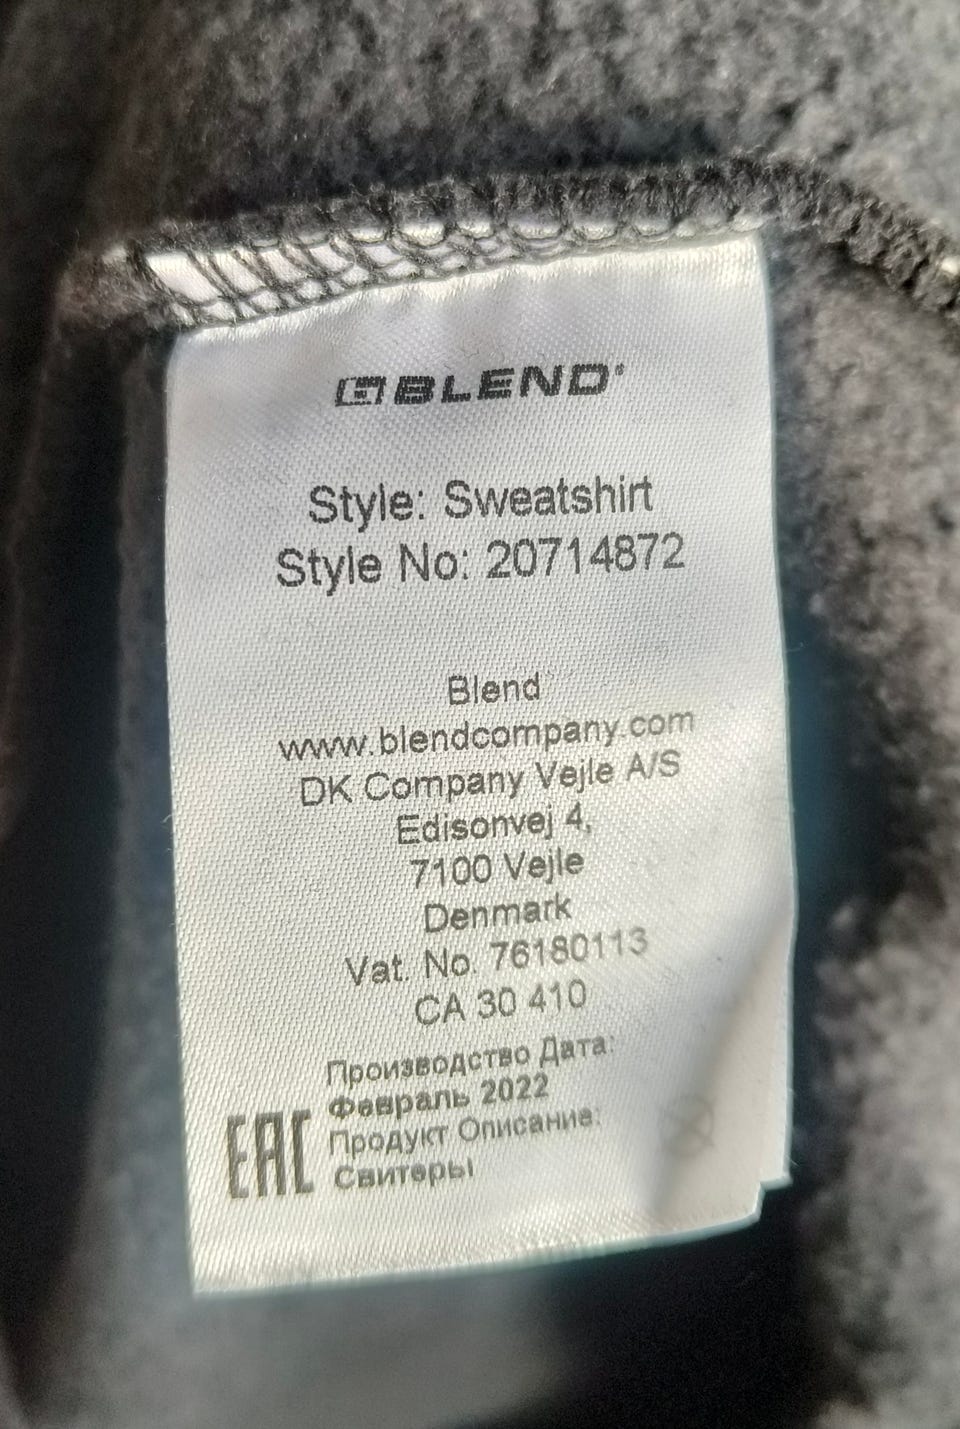 BLEND®
Style: Sweatshirt
Style No: 20714872
Blend
www.blendcompany.com
DK Company Vejle A/S
Edisonvej 4,
7100 Vejle
Denmark
Vat. No. 76180113
CA 30 410
Производство Дата:
Февраль 2022
Продукт Описание:
Свитеры
EAC